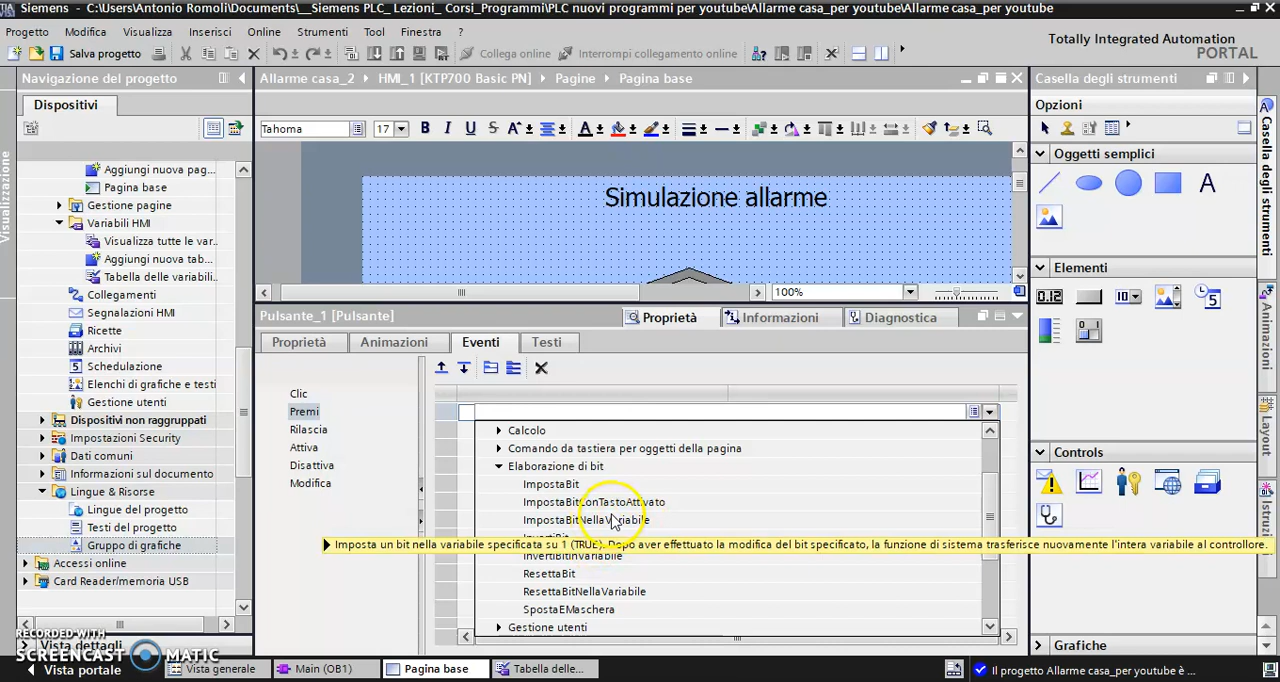 Siemens - C:\Users\Antonio Romoli\Documents\__Siemens PLC_ Lezioni_ Corsi_Programmi\PLC nuovi programmi per youtube\Allarme casa_per youtube\Allarme casa_per youtube
Progetto Modifica Visualizza Inserisci Online Strumenti Tool Finestra ?
Totally Integrated Automation
PORTAL
Salva progetto Collega online Interrompi collegamento online
Navigazione del progetto
Allarme casa_2 HMI_1 [KTP700 Basic PN] Pagine Pagina base
Casella degli strumenti
Dispositivi
Opzioni
Tahoma 17 B I U S A A
Visualizzazione
Aggiungi nuova pag...
Pagina base
Gestione pagine
Variabili HMI
Visualizza tutte le var...
Aggiungi nuova tab...
Tabella delle variabili...
Collegamenti
Segnalazioni HMI
Ricette
Archivi
Schedulazione
Elenchi di grafiche e testi
Gestione utenti
Dispositivi non raggruppati
Impostazioni Security
Dati comuni
Informazioni sul documento
Lingue & Risorse
Lingue del progetto
Testi del progetto
Gruppo di grafiche
Accessi online
Card Reader/memoria USB
Simulazione allarme
100%
Pulsante_1 [Pulsante]
Proprietà Informazioni Diagnostica
Proprietà Animazioni Eventi Testi
Clic
Premi
Rilascia
Attiva
Disattiva
Modifica
Calcolo
Comando da tastiera per oggetti della pagina
Elaborazione di bit
ImpostaBit
ImpostaBitConTastoAttivato
ImpostaBitNellaVariabile
InvertiBit
Imposta un bit nella variabile specificata su 1 (TRUE). Dopo aver effettuato la modifica del bit specificato, la funzione di sistema trasferisce nuovamente l'intera variabile al controllore.
InvertiBitInVariabile
ResettaBit
ResettaBitNellaVariabile
SpostaEMaschera
Gestione utenti
Oggetti semplici
A
Elementi
Controls
Grafiche
Casella degli strumenti
Animazioni
Layout
Istruzi
RECORDED WITH
SCREENCAST MATIC
Vista dettagli
Vista portale Vista generale Main (OB1) Pagina base Tabella delle... Il progetto Allarme casa_per youtube è ...